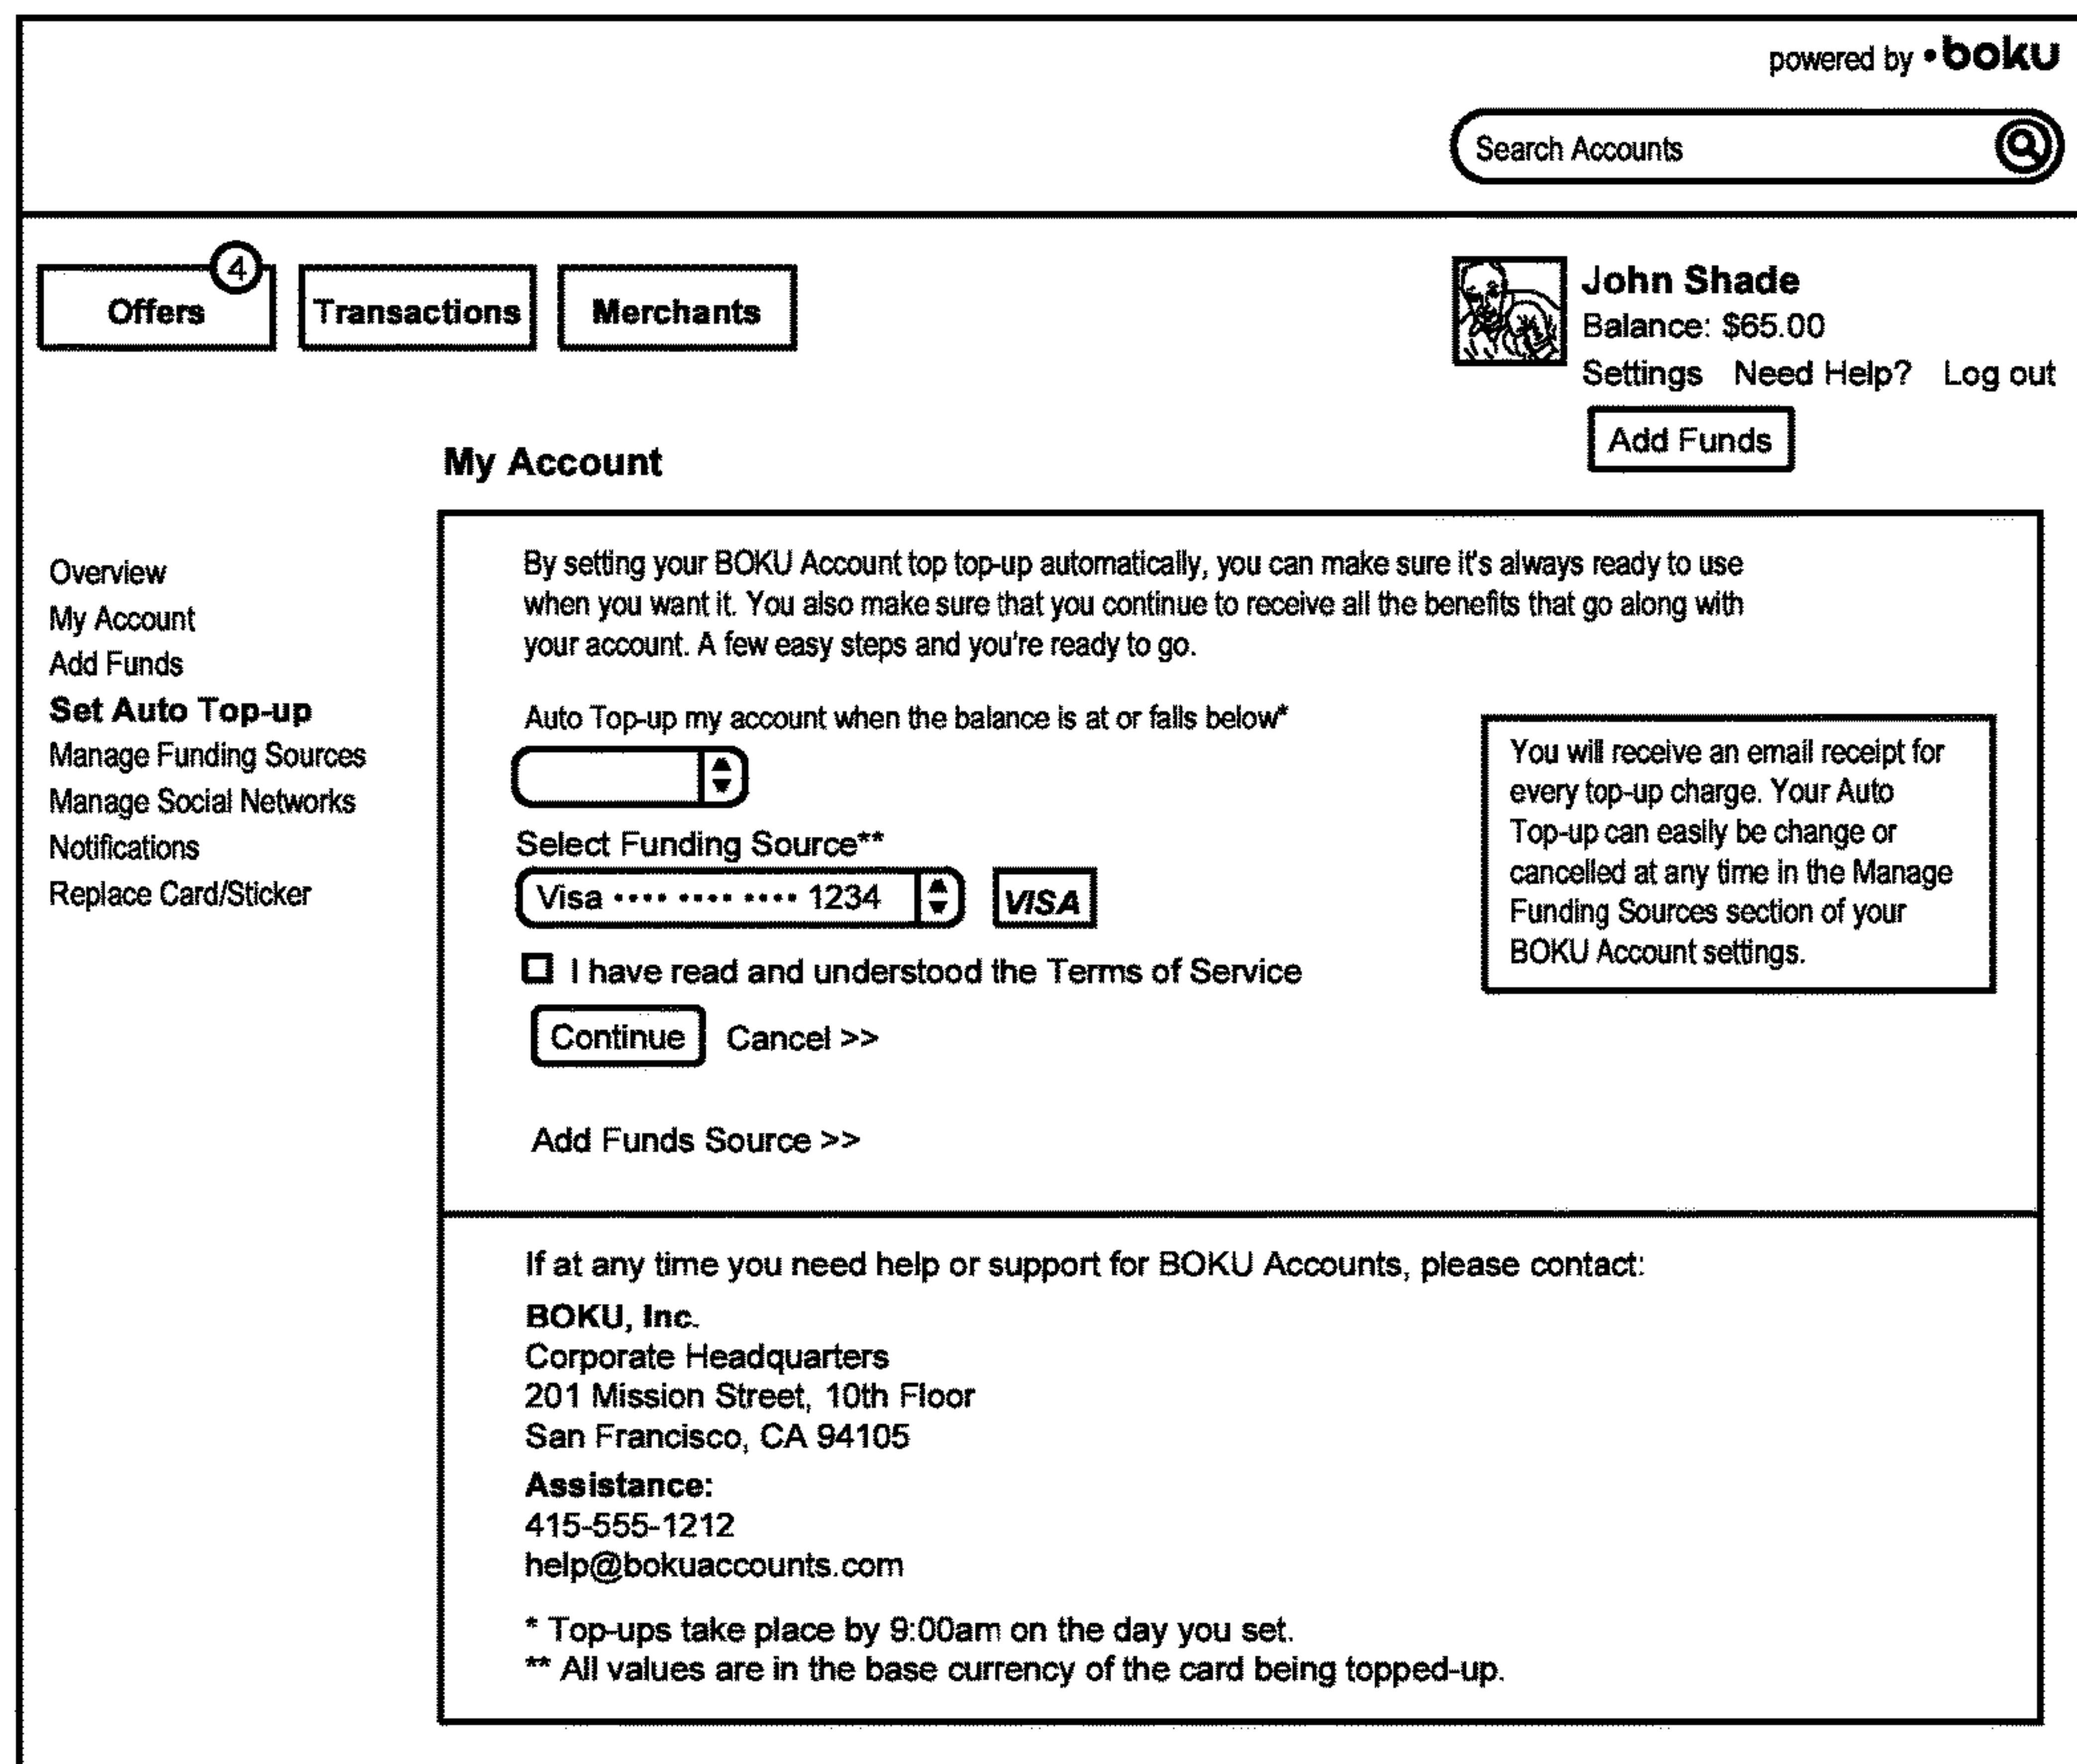 powered by •boku
Search Accounts
4
Offers
Transactions
Merchants
John Shade
Balance: $65.00
Settings Need Help? Log out
Add Funds
My Account
Overview
My Account
Add Funds
Set Auto Top-up
Manage Funding Sources
Manage Social Networks
Notifications
Replace Card/Sticker
By setting your BOKU Account top top-up automatically, you can make sure it's always ready to use
when you want it. You also make sure that you continue to receive all the benefits that go along with
your account. A few easy steps and you're ready to go.
Auto Top-up my account when the balance is at or falls below*
Select Funding Source**
Visa •••• •••• •••• 1234
VISA
I have read and understood the Terms of Service
Continue Cancel >>
Add Funds Source >>
You will receive an email receipt for
every top-up charge. Your Auto
Top-up can easily be change or
cancelled at any time in the Manage
Funding Sources section of your
BOKU Account settings.
If at any time you need help or support for BOKU Accounts, please contact:
BOKU, Inc.
Corporate Headquarters
201 Mission Street, 10th Floor
San Francisco, CA 94105
Assistance:
415-555-1212
help@bokuaccounts.com
* Top-ups take place by 9:00am on the day you set.
** All values are in the base currency of the card being topped-up.